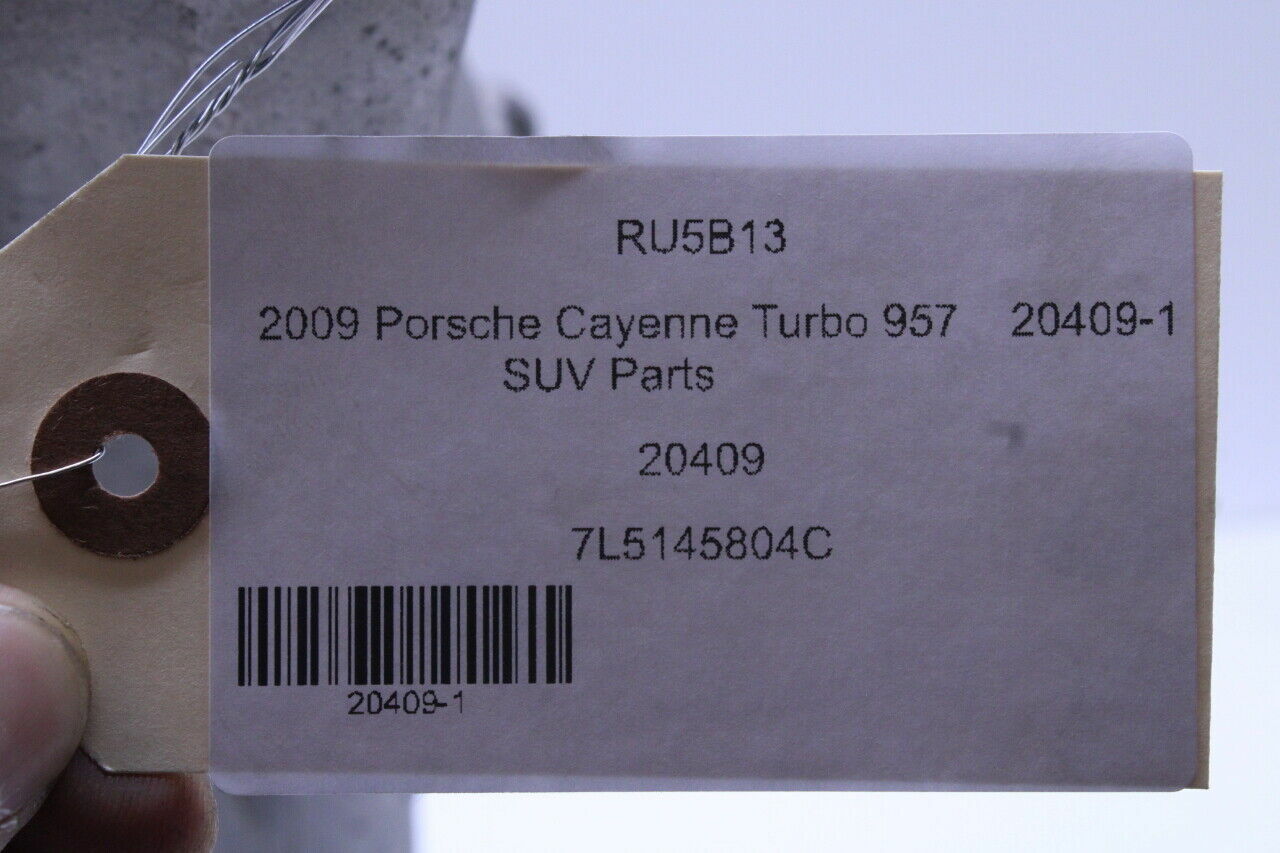 RU5B13
2009 Porsche Cayenne Turbo 957 20409-1
SUV Parts
20409
7L5145804C
20409-1